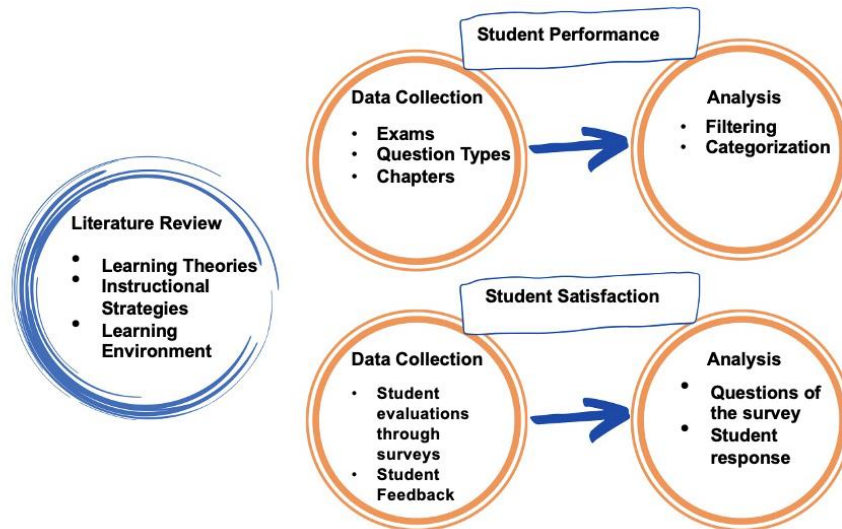 Student Performance
Data Collection
• Exams
• Question Types
• Chapters
Analysis
• Filtering
• Categorization
Literature Review
• Learning Theories
• Instructional
Strategies
• Learning
Environment
Student Satisfaction
Data Collection
• Student
evaluations
through
surveys
• Student
Feedback
Analysis
• Questions of
the survey
• Student
response